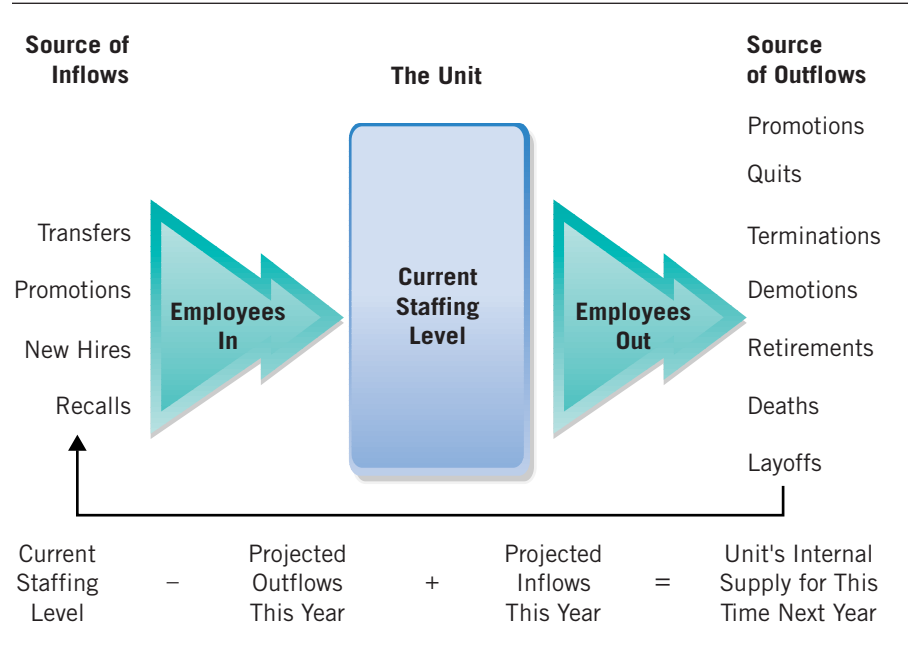 Source of
Inflows
The Unit
Source
of Outflows
Transfers
Promotions
New Hires
Recalls
Employees
In
Current
Staffing
Level
Employees
Out
Promotions
Quits
Terminations
Demotions
Retirements
Deaths
Layoffs
Current
Staffing
Level
–
Projected
Outflows
This Year
+
Projected
Inflows
This Year
=
Unit's Internal
Supply for This
Time Next Year